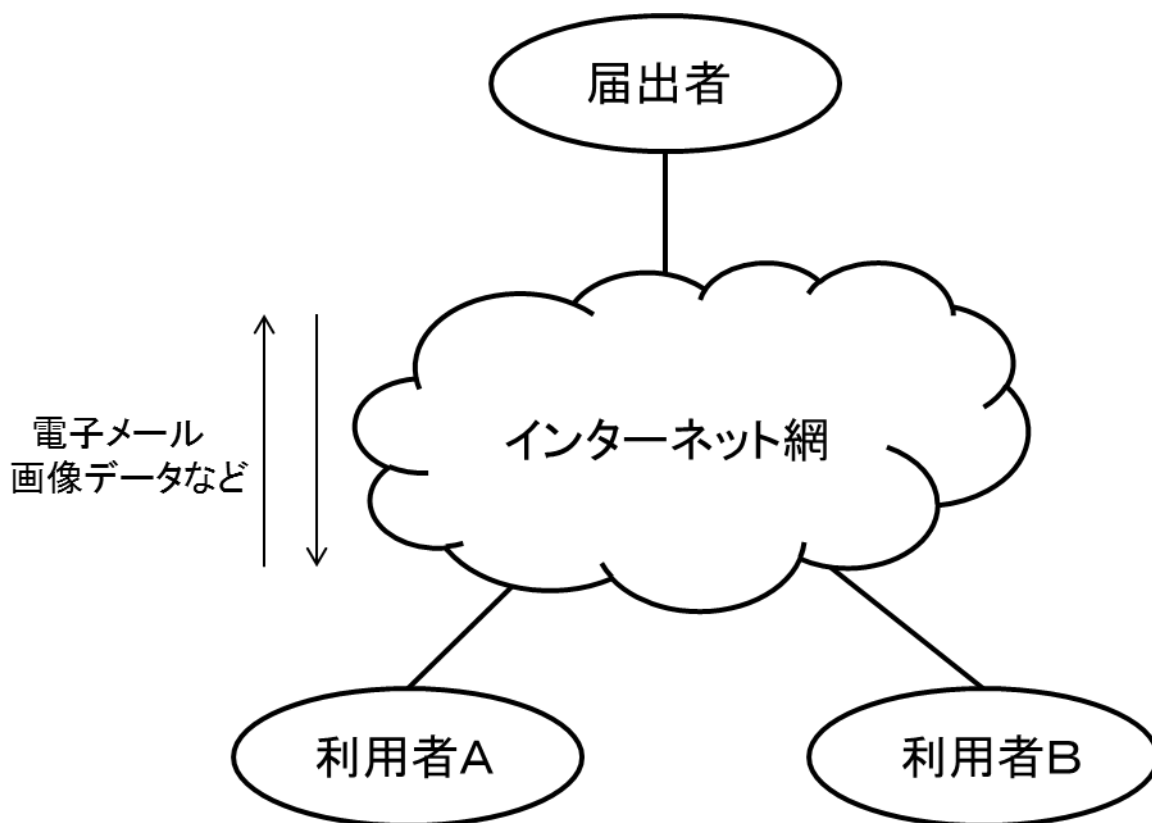 届出者
インターネット網
電子メール
画像データなど
利用者A
利用者B